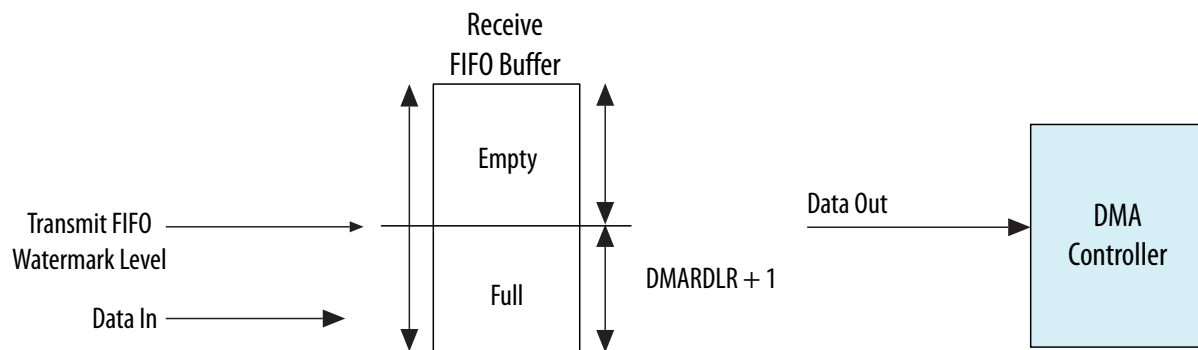 Receive
FIFO Buffer
Empty
Transmit FIFO
Watermark Level
Data Out
DMA
Controller
Full
DMARDLR + 1
Data In